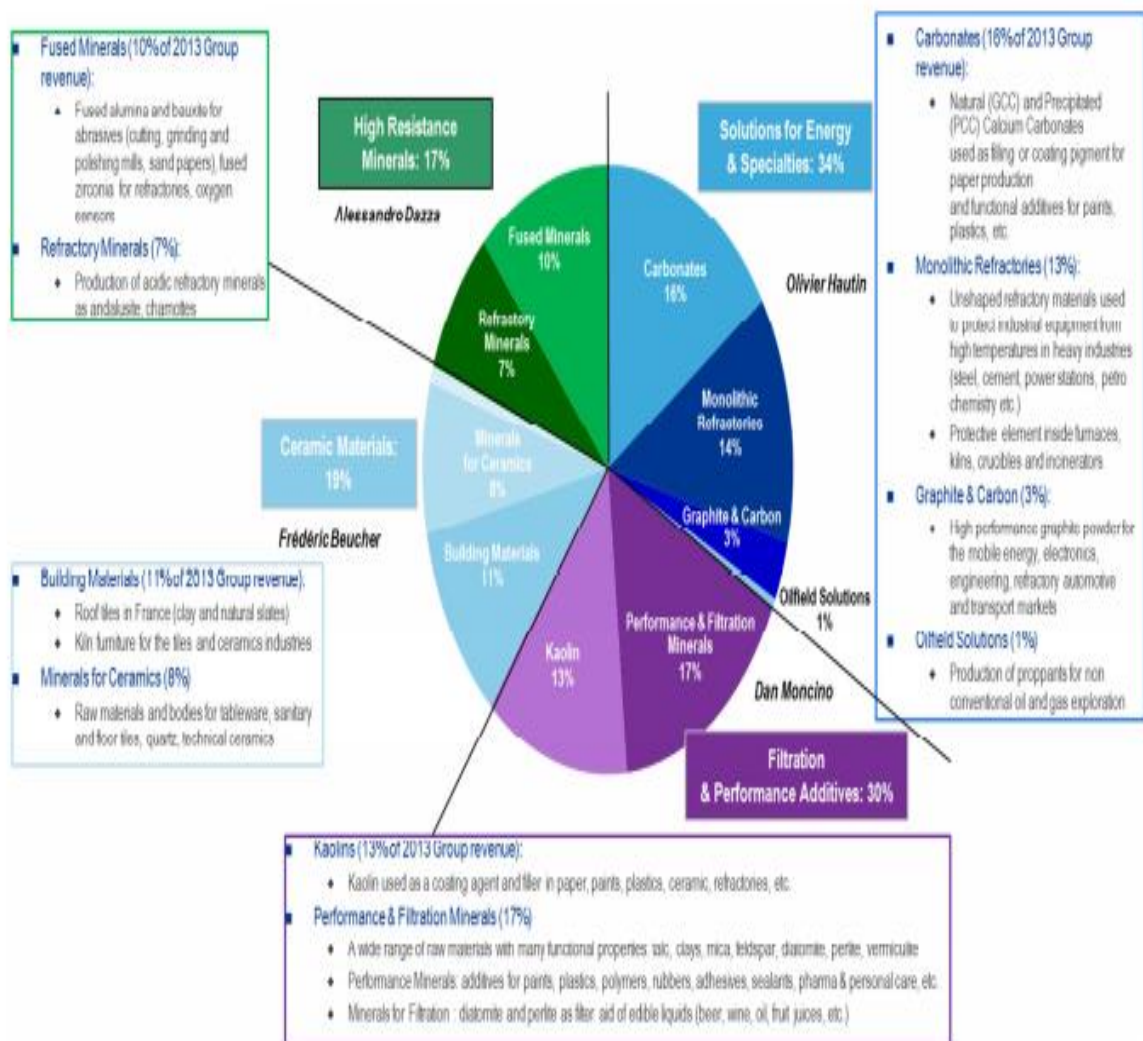 Fused Minerals (10% of 2013 Group
revenue):
Fused alumina and bauxite for
abrasives (cuting, grinding and
polishing mills, sand papers), fused
zirconia for refractories, oxygen
sensors
Refractory Minerals (7%):
Production of acidic refractory minerals
as andalusite, chamottes
High Resistance
Minerals: 17%
Alessandro Dazza
Solutions for Energy
& Specialties: 34%
Olivier Hautin
Carbonates (16% of 2013 Group
revenue):
Natural (GCC) and Precipitated
(PCC) Calcium Carbonates
used as filling or coating pigment for
paper production
and functional additives for paints,
plastics, etc.
Monolithic Refractories (13%):
Unshaped refractory materials used
to protect industrial equipment from
high temperatures in heavy industries
(steel, cement, power stations, petro
chemistry etc.)
Protective element inside furnaces,
kilns, crucibles and incinerators
Graphite & Carbon (3%):
High performance graphite powder for
the mobile energy, electronics,
engineering, refractory automotive
and transport markets
Oilfield Solutions (1%)
Production of proppants for non
conventional oil and gas exploration
Fused Minerals
10%
Carbonates
16%
Refractory
Minerals
7%
Monolithic
Refractories
14%
Minerals
for Ceramics
8%
Graphite & Carbon
3%
Building Materials
11%
Oilfield Solutions
1%
Performance & Filtration
Minerals
17%
Kaolin
13%
Ceramic Materials:
19%
Frédéric Beucher
Building Materials (11% of 2013 Group revenue):
Roof tiles in France (clay and natural slates)
Kiln furniture for the tiles and ceramics industries
Minerals for Ceramics (8%)
Raw materials and bodies for tableware, sanitary
and floor tiles, quartz, technical ceramics
Dan Moncino
Filtration
& Performance Additives: 30%
Kaolins (13% of 2013 Group revenue):
Kaolin used as a coating agent and filler in paper, paints, plastics, ceramic, refractories, etc.
Performance & Filtration Minerals (17%)
A wide range of raw materials with many functional properties: talc, clays, mica, feldspar, diatomite, perlite, vermiculite
Performance Minerals: additives for paints, plastics, polymers, rubbers, adhesives, sealants, pharma & personal care, etc.
Minerals for Filtration : diatomite and perlite as filter aid of edible liquids (beer, wine, oil, fruit juices, etc.)